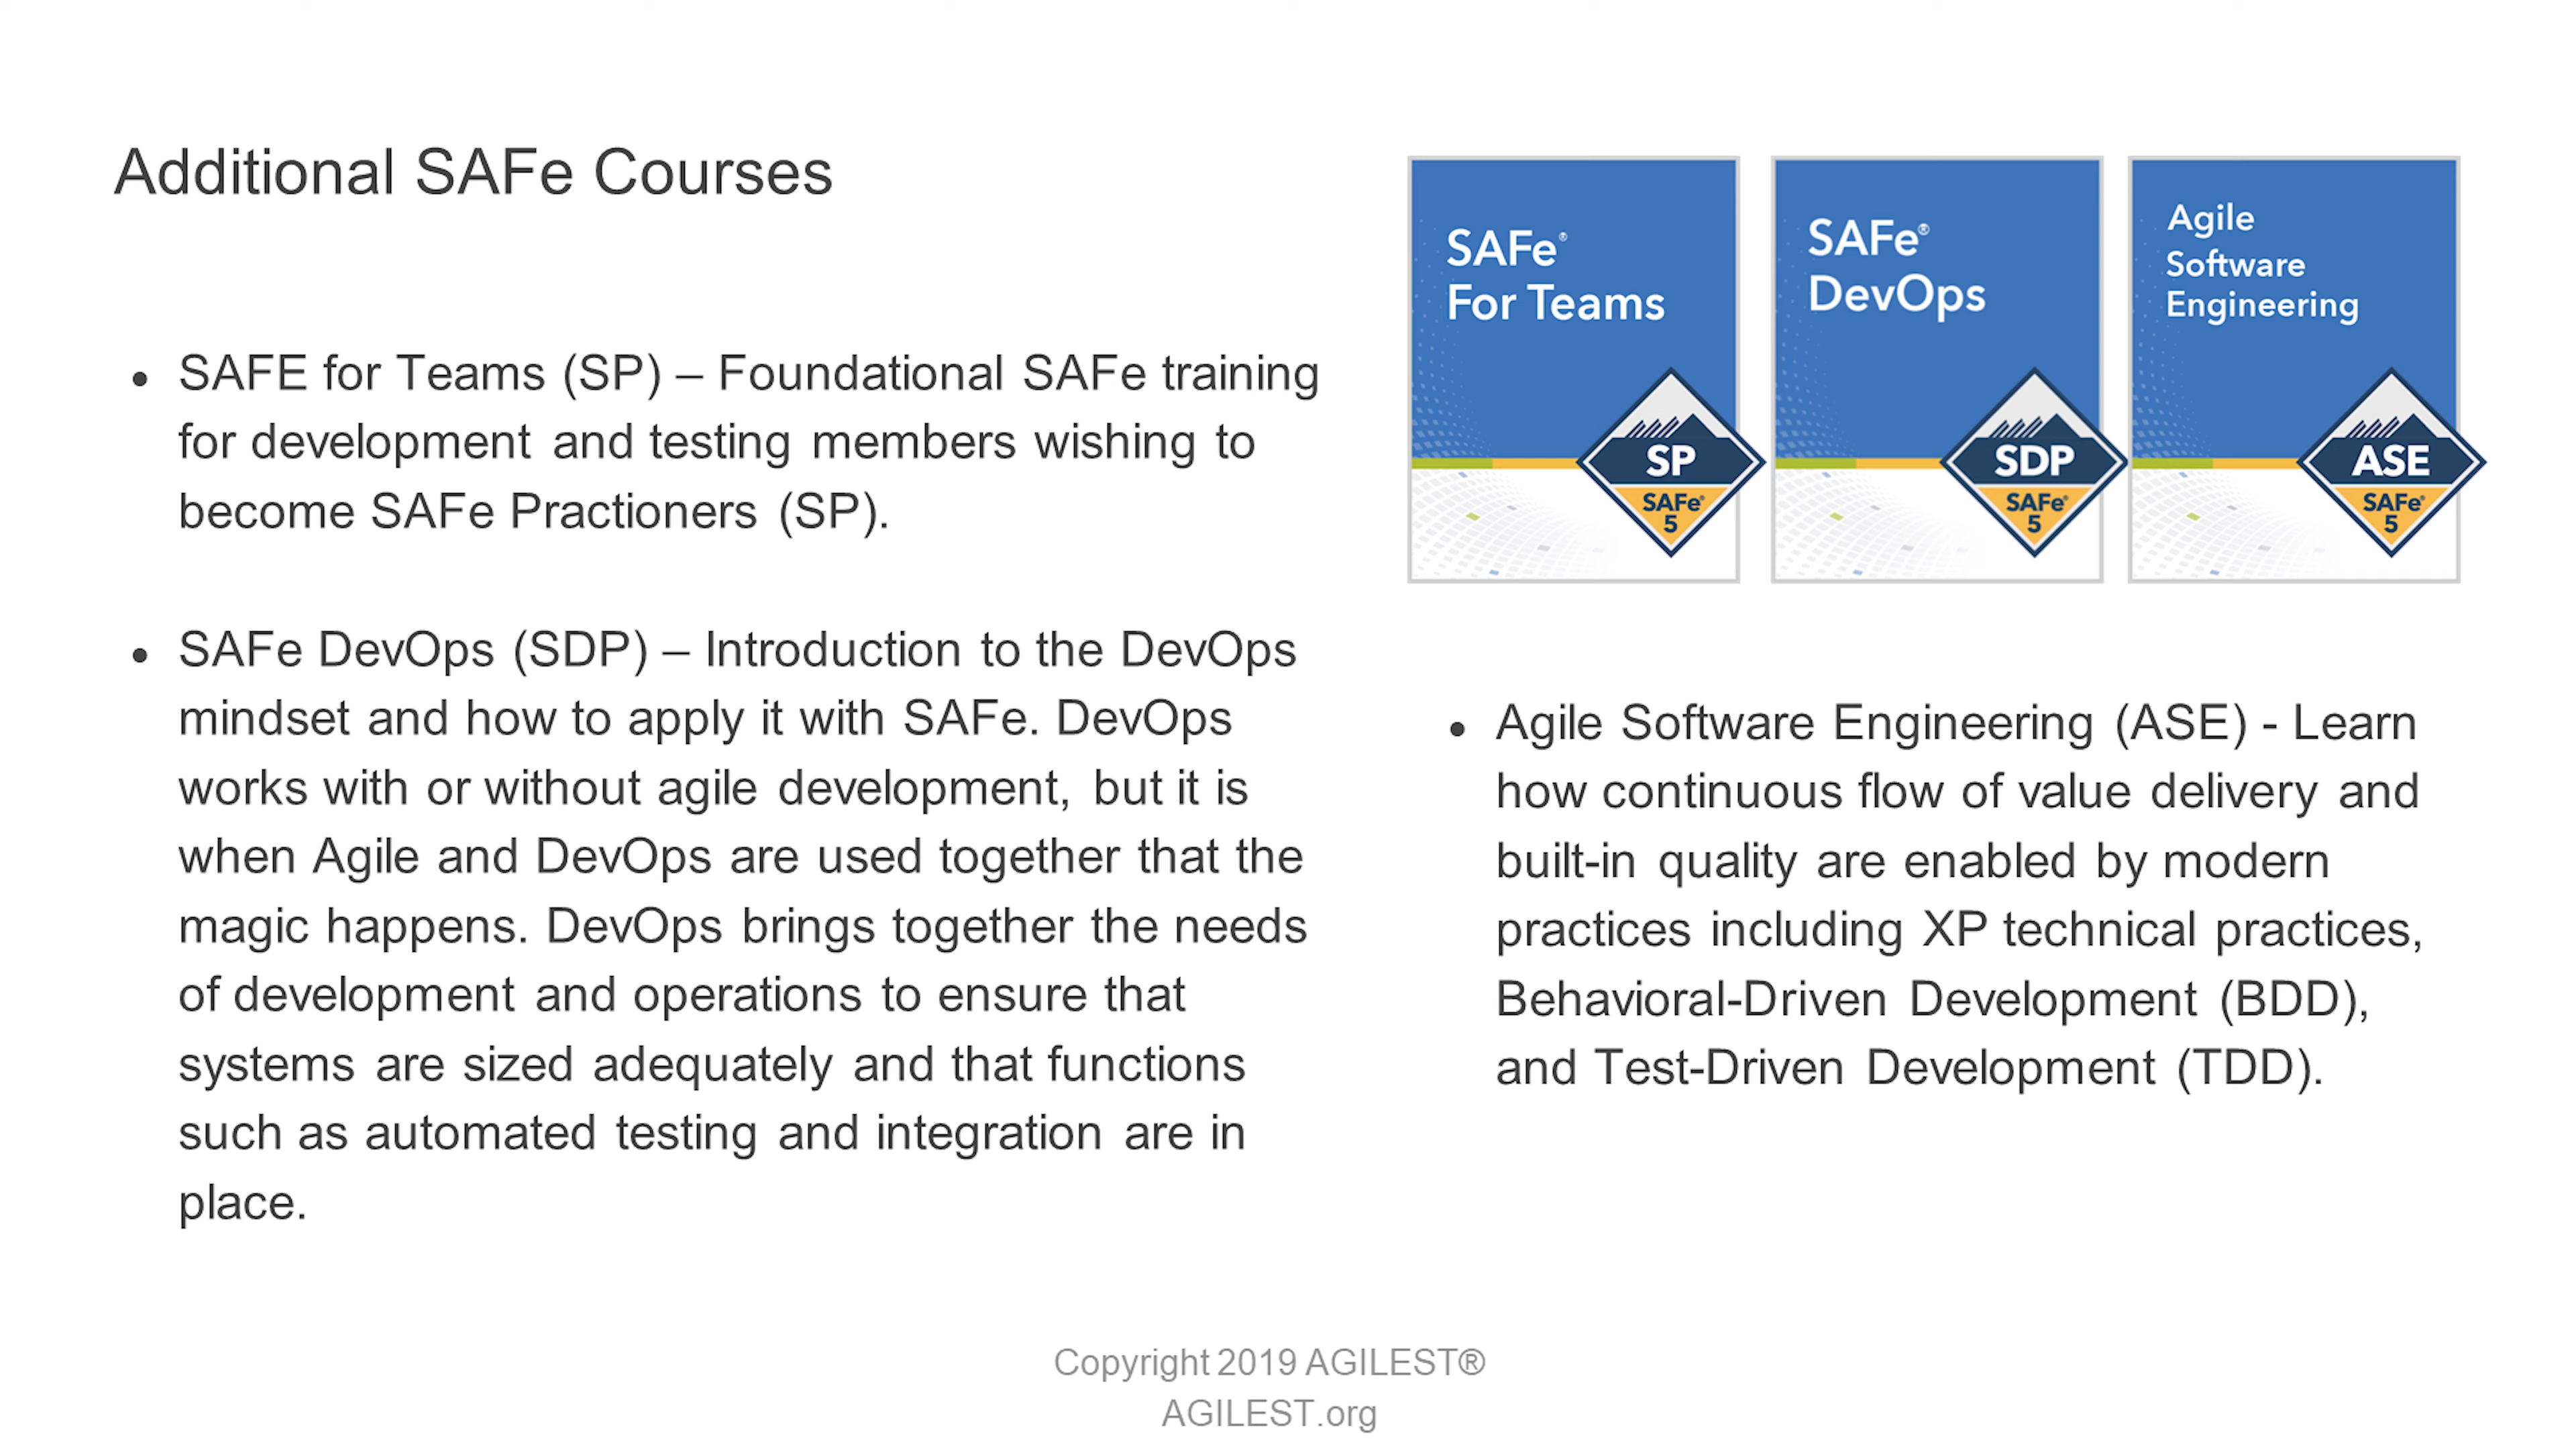 Additional SAFe Courses
SAFE for Teams (SP) – Foundational SAFe training
for development and testing members wishing to
become SAFe Practioners (SP).
SAFe DevOps (SDP) – Introduction to the DevOps
mindset and how to apply it with SAFe. DevOps
works with or without agile development, but it is
when Agile and DevOps are used together that the
magic happens. DevOps brings together the needs
of development and operations to ensure that
systems are sized adequately and that functions
such as automated testing and integration are in
place.
SAFe®
For Teams
SP
SAFe®
5
SAFe®
DevOps
SDP
SAFe®
5
Agile
Software
Engineering
ASE
SAFe®
5
Agile Software Engineering (ASE) - Learn
how continuous flow of value delivery and
built-in quality are enabled by modern
practices including XP technical practices,
Behavioral-Driven Development (BDD),
and Test-Driven Development (TDD).
Copyright 2019 AGILEST®
AGILEST.org